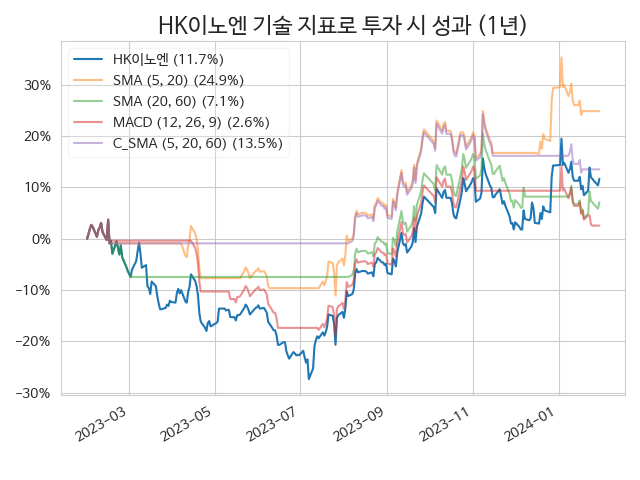 HK이노엔 기술 지표로 투자 시 성과 (1년)
HK이노엔 (11.7%)
SMA (5, 20) (24.9%)
SMA (20, 60) (7.1%)
MACD (12, 26, 9) (2.6%)
C_SMA (5, 20, 60) (13.5%)
30%
20%
10%
0%
−10%
−20%
−30%
2023-03
2023-05
2023-07
2023-09
2023-11
2024-01